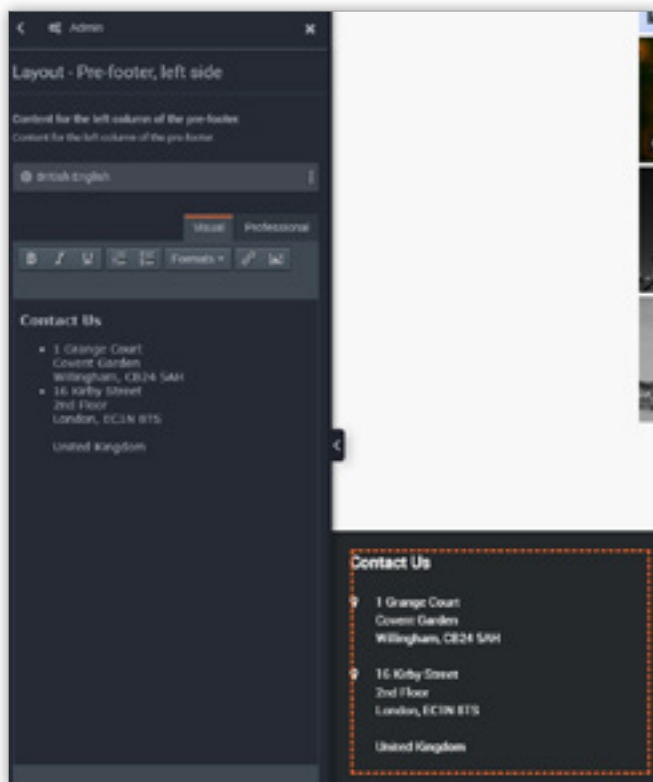 Admin
Layout - Pre-footer, left side
Content for the left column of the pre-footer.
Content for the left column of the pre-footer.
British English
Visual Professional
B I U Formats
Contact Us
1 Grange Court
Covent Garden
Willingham, CB24 5AH
16 Kirby Street
2nd Floor
London, EC1N 8TS
United Kingdom
Contact Us
1 Grange Court
Covent Garden
Willingham, CB24 5AH
16 Kirby Street
2nd Floor
London, EC1N 8TS
United Kingdom